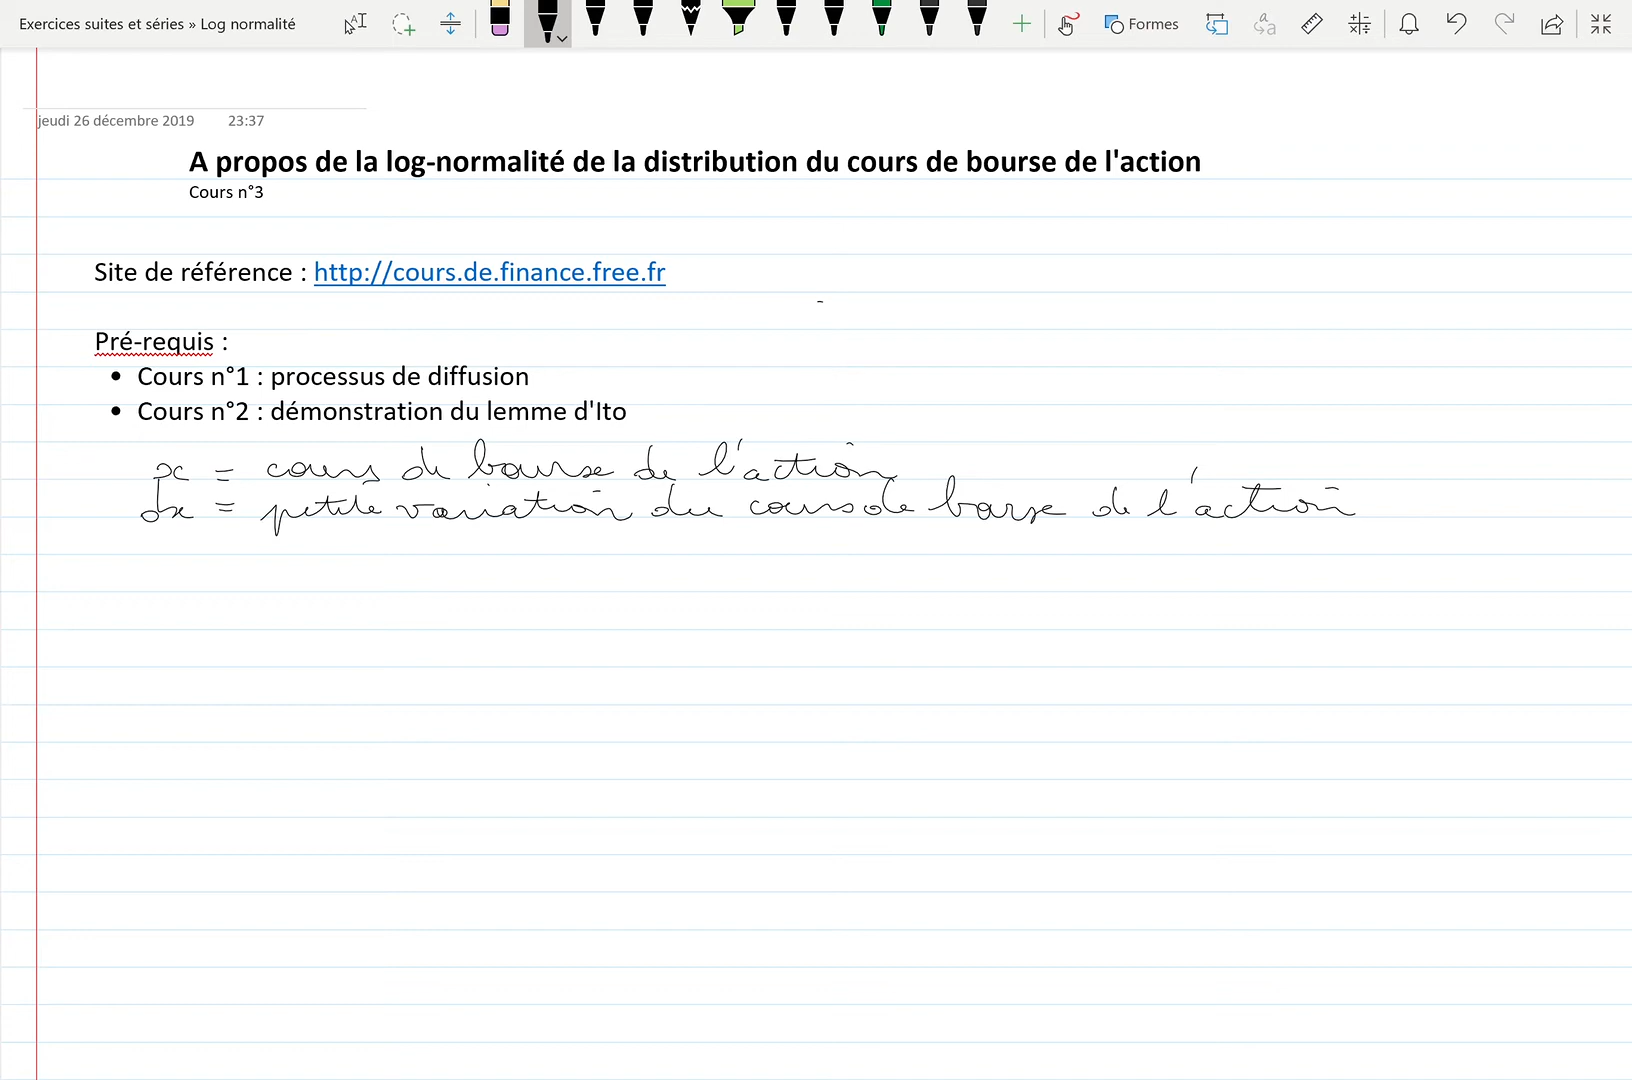 Exercices suites et séries » Log normalité
Formes
jeudi 26 décembre 2019 23:37
A propos de la log-normalité de la distribution du cours de bourse de l'action
Cours n°3
Site de référence : http://cours.de.finance.free.fr
Pré-requis :
• Cours n°1 : processus de diffusion
• Cours n°2 : démonstration du lemme d'Ito
x = cours de bourse de l'action
dx = petite variation du cours de bourse de l'action